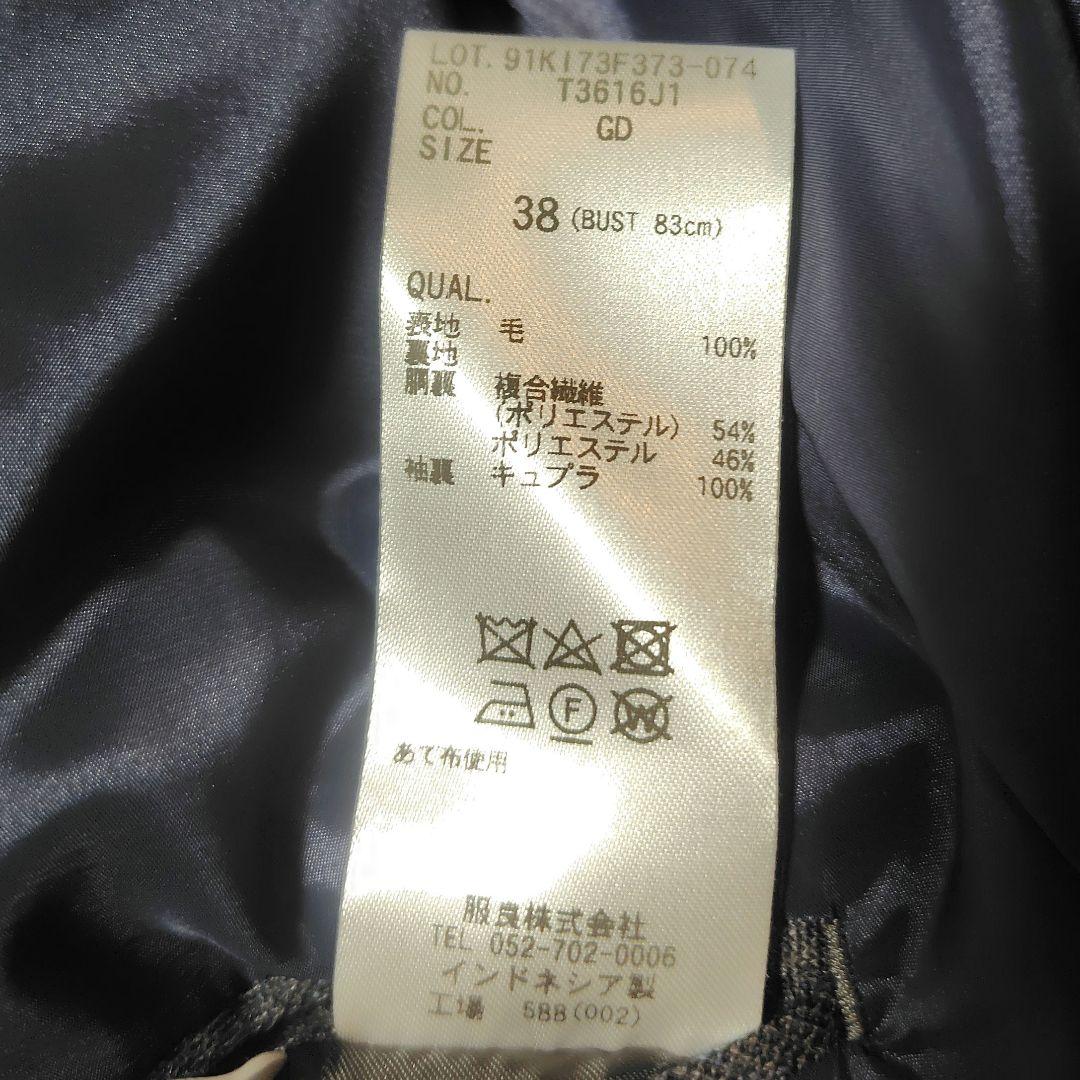 LOT. 91KI73F373-074
NO. T3616J1
COL. GD
SIZE
38 (BUST 83cm)
QUAL.
表地 毛 100%
裏地
胴裏 複合繊維
(ポリエステル) 54%
ポリエステル 46%
袖裏 キュプラ 100%
F W
あて布使用
服良株式会社
TEL 052-702-0006
インドネシア製
工場 588(002)